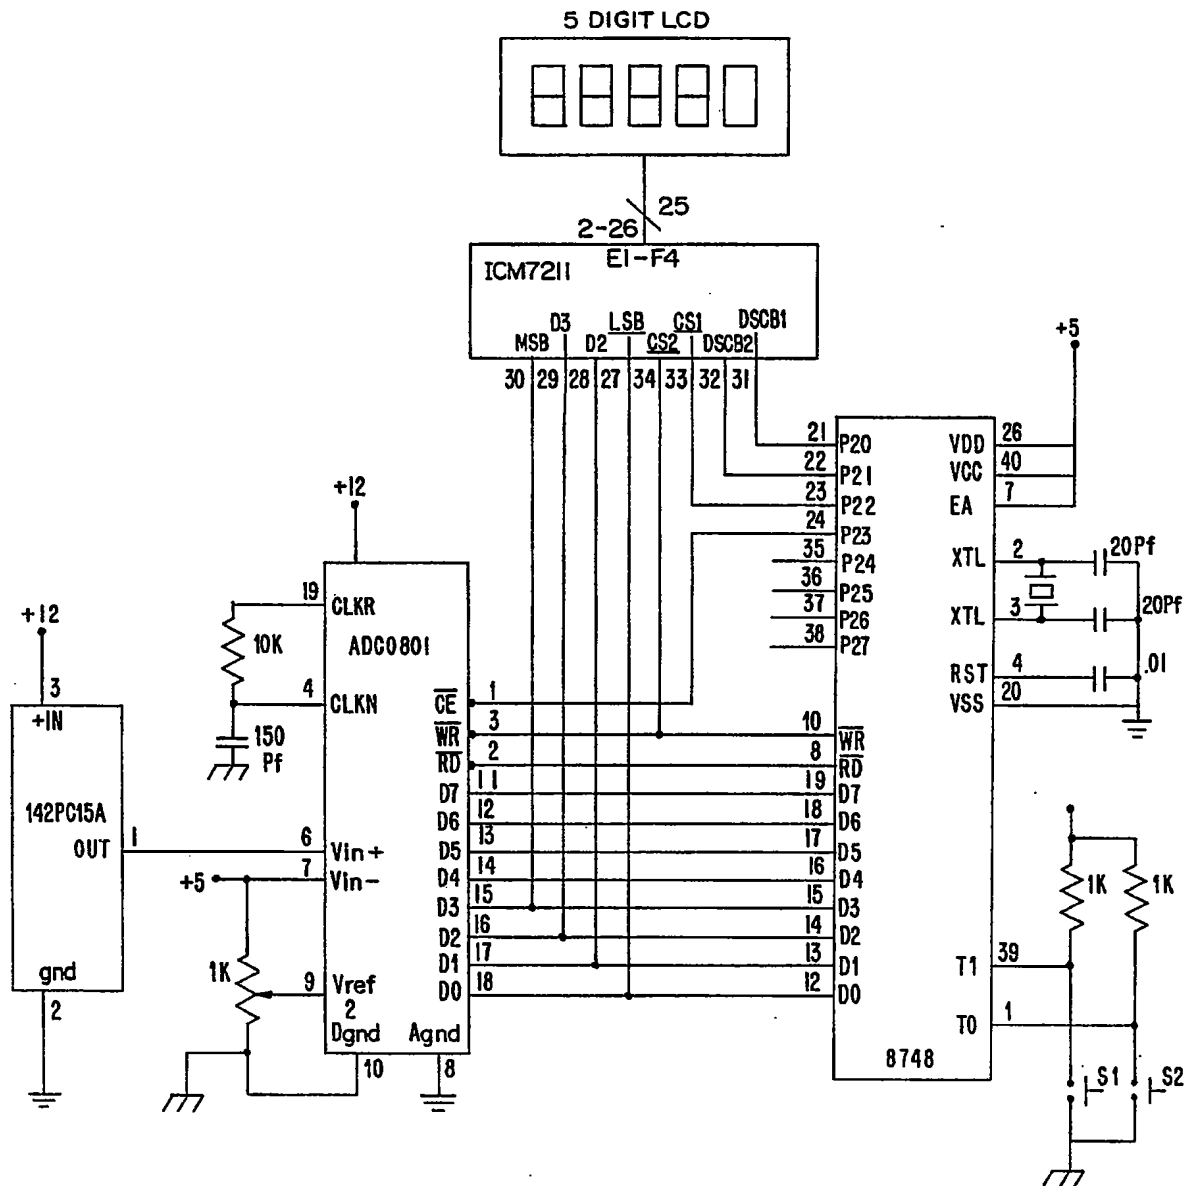 5 DIGIT LCD
25
2-26
E1-F4
ICM7211
D3 LSB CS1 DSCB1
MSB D2 CS2 DSCB2
30 29 28 27 34 33 32 31
+5
21 P20 VDD 26
22 P21 VCC 40
23 P22 EA 7
24 P23
35 P24 XTL 2 20Pf
36 P25
37 P26 XTL 3 20Pf
38 P27
RST 4 .01
VSS 20
+12
19 CLKR
ADC0801
10K
4 CLKN
150
Pf
+12
3
+IN
142PC15A
OUT 1
gnd
2
CE 1
WR 3 10 WR
RD 2 8 RD
D7 11 19 D7
D6 12 18 D6
D5 13 17 D5
D4 14 16 D4
D3 15 15 D3
D2 16 14 D2
D1 17 13 D1
D0 18 12 D0
6 Vin+
+5 7 Vin-
1K
9 Vref
2
Dgnd Agnd
10 8
1K 1K
T1 39
T0 1
8748
S1 S2